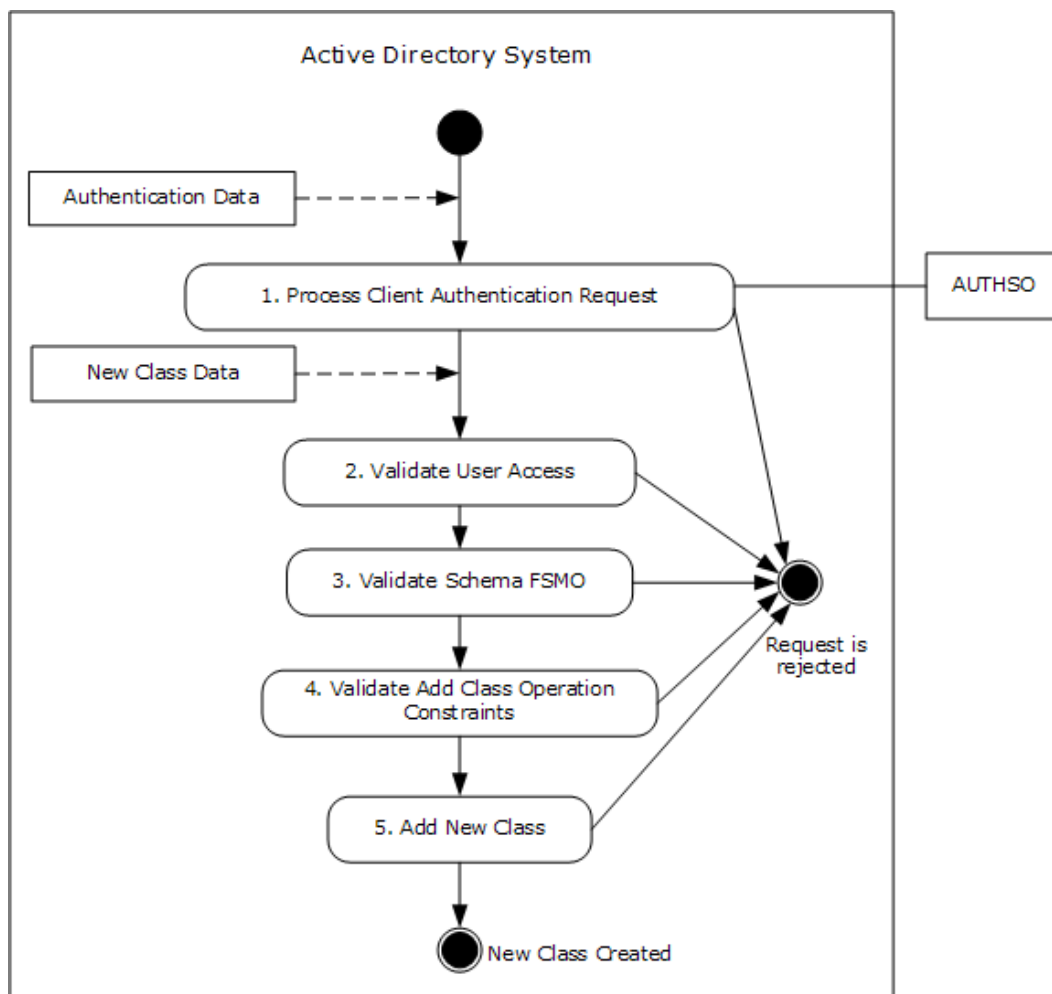 Active Directory System
Authentication Data
1. Process Client Authentication Request
AUTHSO
New Class Data
2. Validate User Access
3. Validate Schema FSMO
Request is
rejected
4. Validate Add Class Operation
Constraints
5. Add New Class
New Class Created